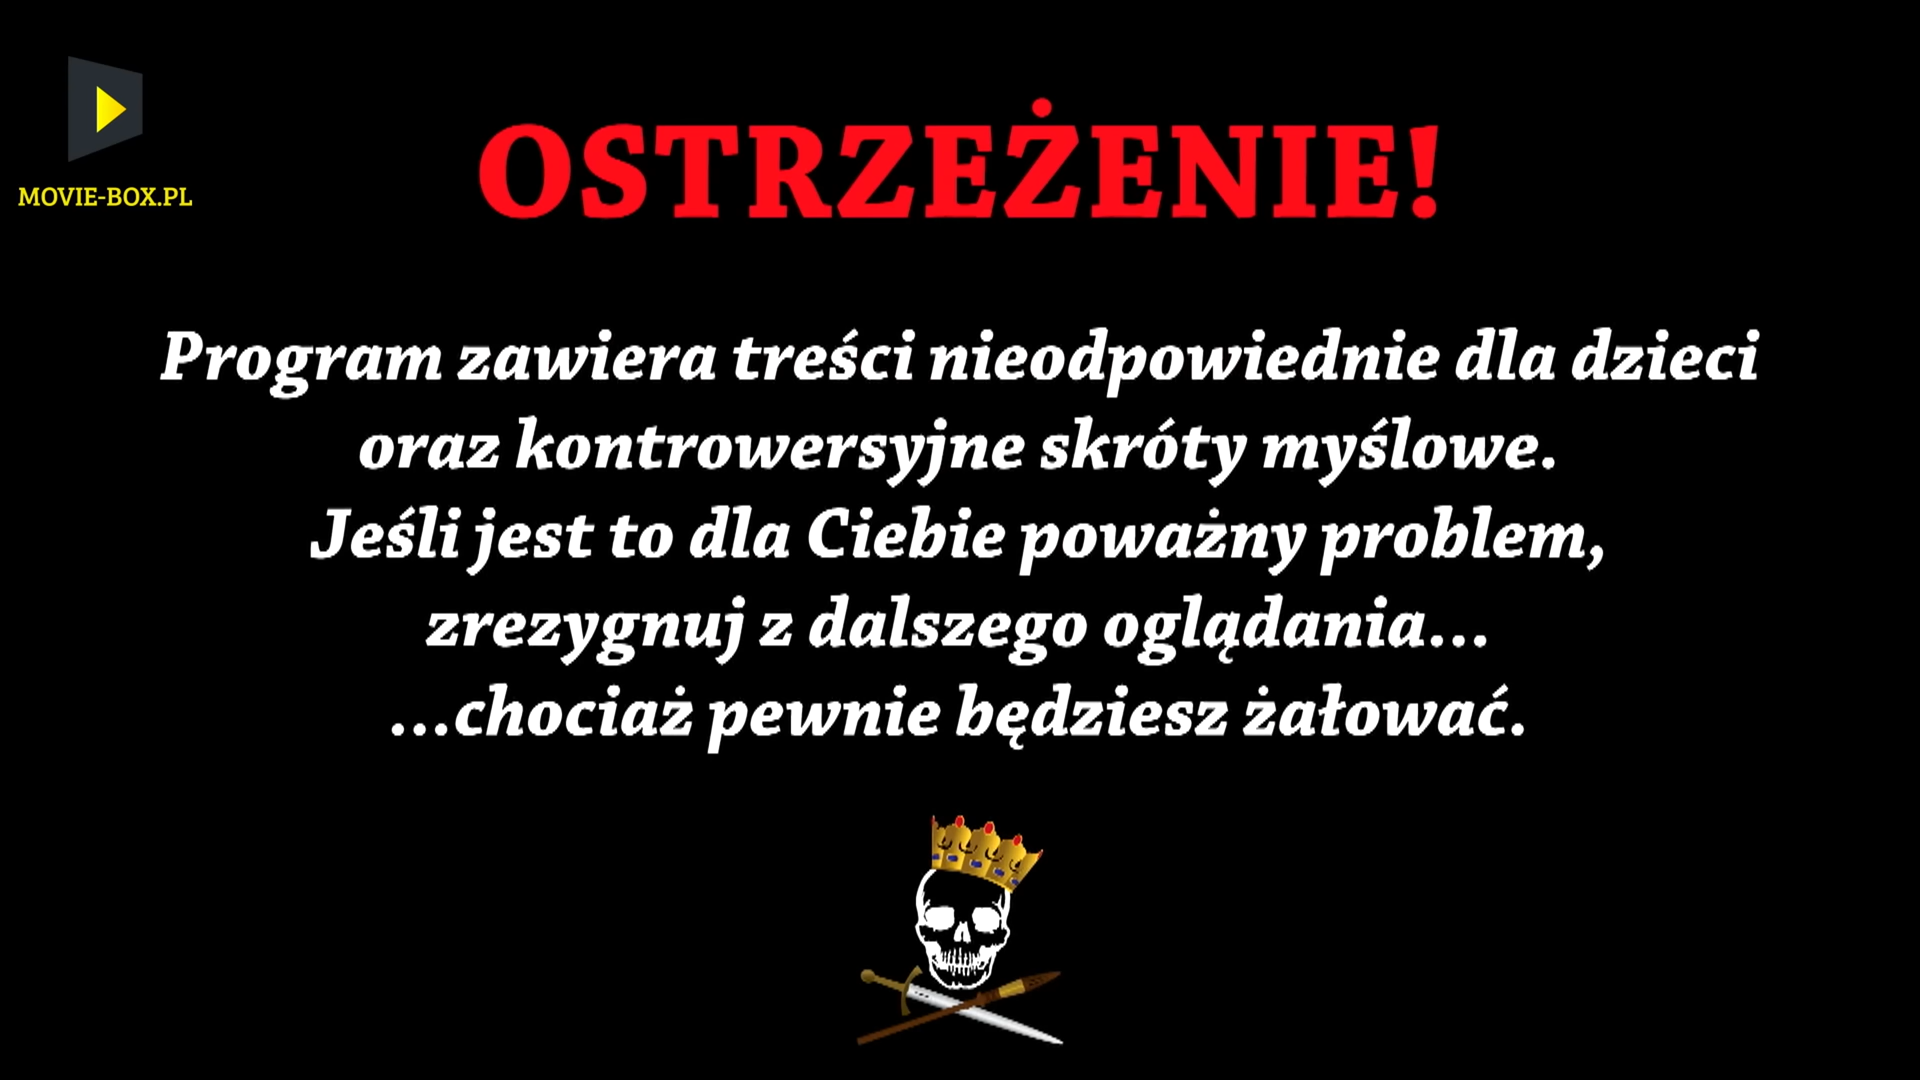 MOVIE-BOX.PL
OSTRZEŻENIE!
Program zawiera treści nieodpowiednie dla dzieci
oraz kontrowersyjne skróty myślowe.
Jeśli jest to dla Ciebie poważny problem,
zrezygnuj z dalszego oglądania...
...chociaż pewnie będziesz żałować.